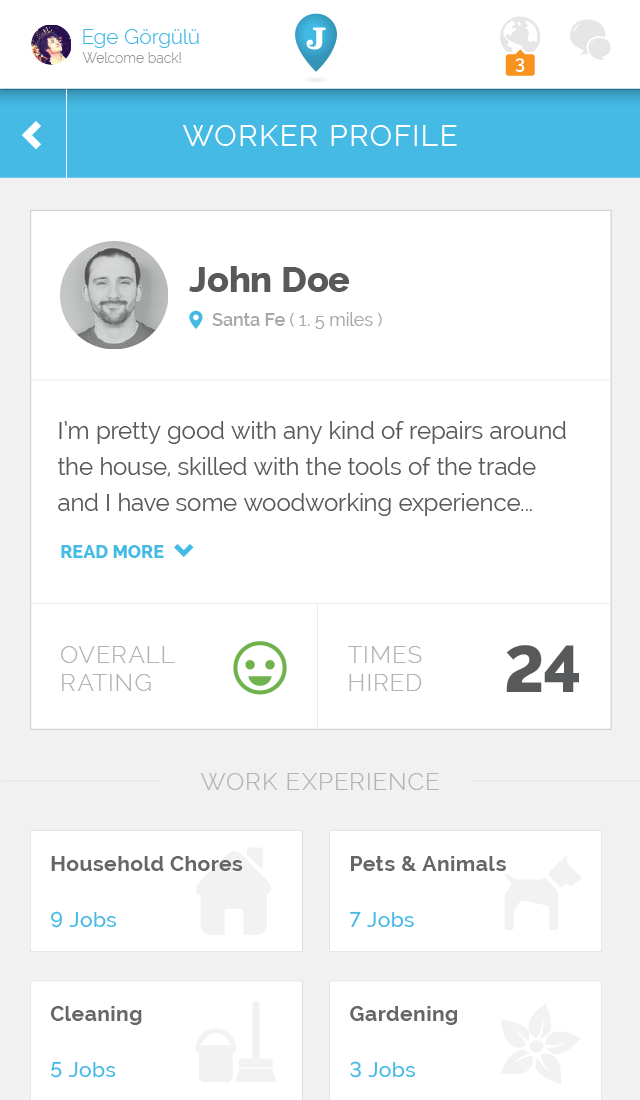 Ege Görgülü
Welcome back!
J
3
WORKER PROFILE
John Doe
Santa Fe ( 1. 5 miles )
I'm pretty good with any kind of repairs around
the house, skilled with the tools of the trade
and I have some woodworking experience...
READ MORE
OVERALL
RATING
TIMES
HIRED
24
WORK EXPERIENCE
Household Chores
9 Jobs
Pets & Animals
7 Jobs
Cleaning
5 Jobs
Gardening
3 Jobs